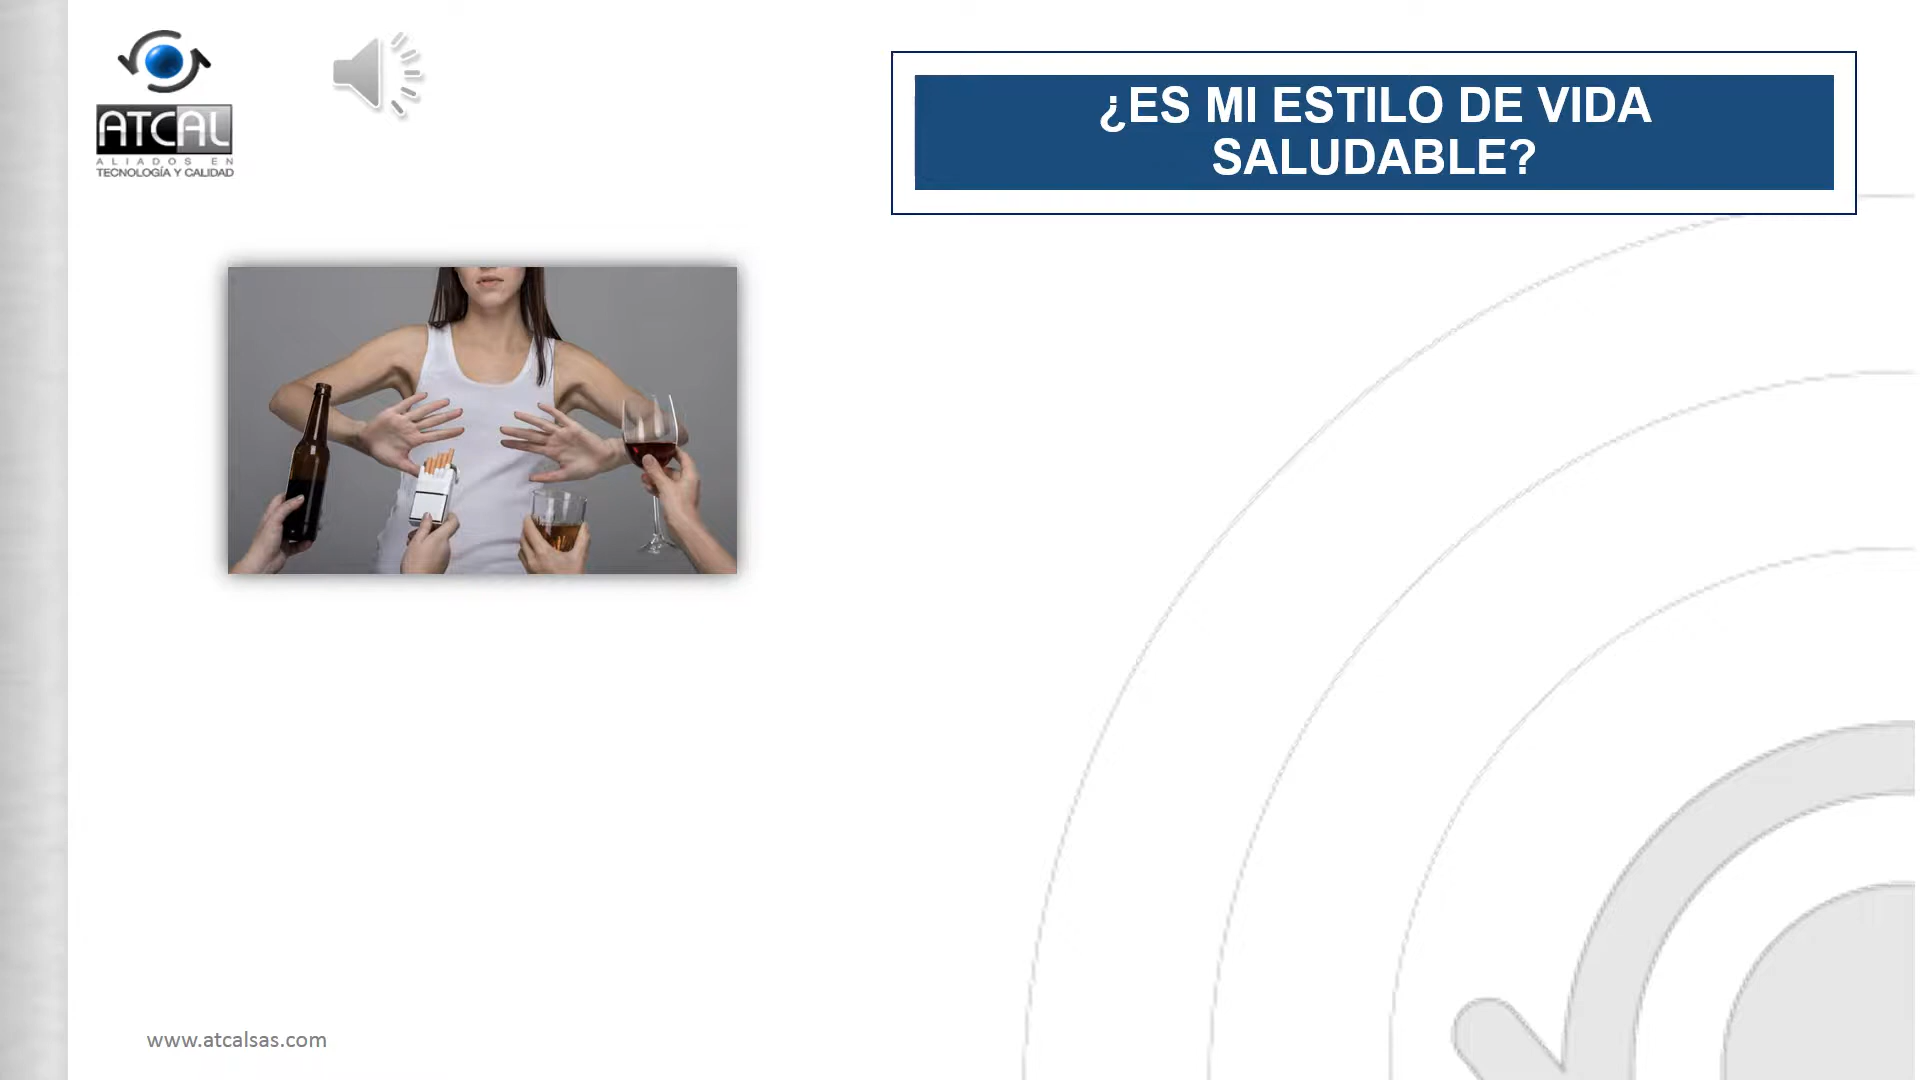 ATCAL
ALIADOS EN
TECNOLOGÍA Y CALIDAD
¿ES MI ESTILO DE VIDA
SALUDABLE?
www.atcalsas.com